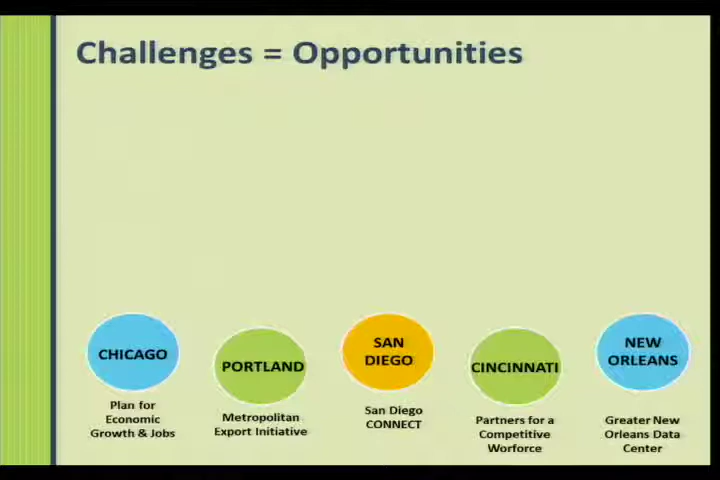 Challenges = Opportunities
CHICAGO
Plan for
Economic
Growth & Jobs
PORTLAND
Metropolitan
Export Initiative
SAN
DIEGO
San Diego
CONNECT
CINCINNATI
Partners for a
Competitive
Worforce
NEW
ORLEANS
Greater New
Orleans Data
Center